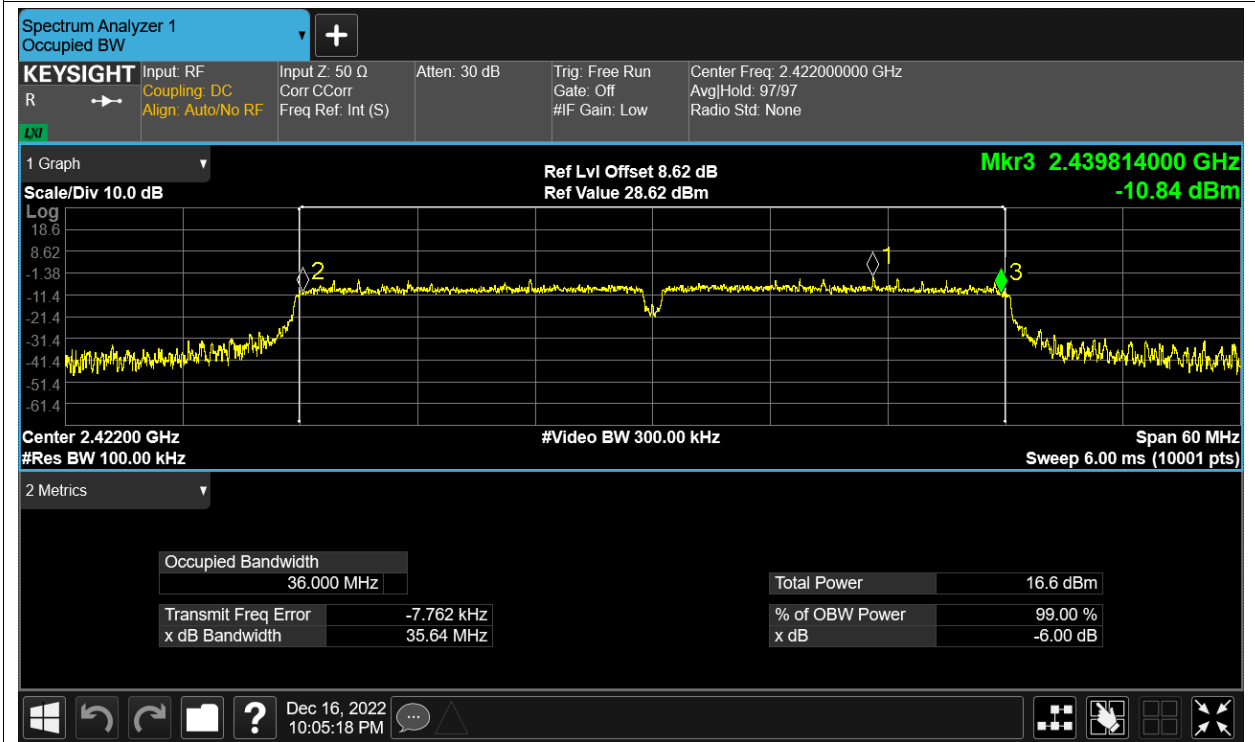 Spectrum Analyzer 1
Occupied BW
KEYSIGHT
R
LXI
Input: RF
Coupling: DC
Align: Auto/No RF
Input Z: 50 Ω
Corr CCorr
Freq Ref: Int (S)
Atten: 30 dB
Trig: Free Run
Gate: Off
#IF Gain: Low
Center Freq: 2.422000000 GHz
Avg|Hold: 97/97
Radio Std: None
1 Graph
Scale/Div 10.0 dB
Ref Lvl Offset 8.62 dB
Ref Value 28.62 dBm
Mkr3 2.439814000 GHz
-10.84 dBm
Log
18.6
8.62
-1.38
-11.4
-21.4
-31.4
-41.4
-51.4
-61.4
2
1
3
Center 2.42200 GHz
#Res BW 100.00 kHz
#Video BW 300.00 kHz
Span 60 MHz
Sweep 6.00 ms (10001 pts)
2 Metrics
Occupied Bandwidth
36.000 MHz
Transmit Freq Error -7.762 kHz
x dB Bandwidth 35.64 MHz
Total Power 16.6 dBm
% of OBW Power 99.00 %
x dB -6.00 dB
?
Dec 16, 2022
10:05:18 PM